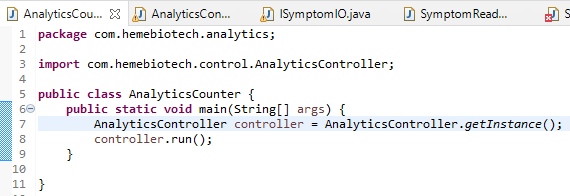 AnalyticsCou...
AnalyticsCon...
ISymptomIO.java
SymptomRead...
S
1 package com.hemebiotech.analytics;
2
3 import com.hemebiotech.control.AnalyticsController;
4
5 public class AnalyticsCounter {
6 public static void main(String[] args) {
7 AnalyticsController controller = AnalyticsController.getInstance();
8 controller.run();
9 }
10
11 }